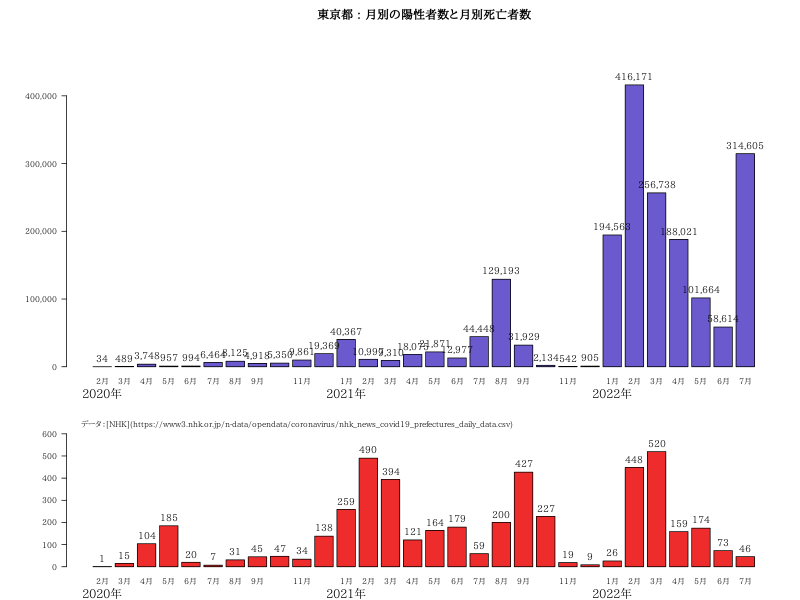 東京都：月別の陽性者数と月別死亡者数
400,000
300,000
200,000
100,000
0
34 489 3,748 957 994 6,464 8,125 4,918 5,350 9,861 19,369 40,367 10,997 9,310 18,075 21,871 12,977 44,448 129,193 31,929 2,134 542 905 194,563 416,171 256,738 188,021 101,664 58,614 314,605
2月 3月 4月 5月 6月 7月 8月 9月 11月 1月 2月 3月 4月 5月 6月 7月 8月 9月 11月 1月 2月 3月 4月 5月 6月 7月
2020年 2021年 2022年
データ:[NHK](https://www3.nhk.or.jp/n-data/opendata/coronavirus/nhk_news_covid19_prefectures_daily_data.csv)
600
500
400
300
200
100
0
1 15 104 185 20 7 31 45 47 34 138 259 490 394 121 164 179 59 200 427 227 19 9 26 448 520 159 174 73 46
2月 3月 4月 5月 6月 7月 8月 9月 11月 1月 2月 3月 4月 5月 6月 7月 8月 9月 11月 1月 2月 3月 4月 5月 6月 7月
2020年 2021年 2022年